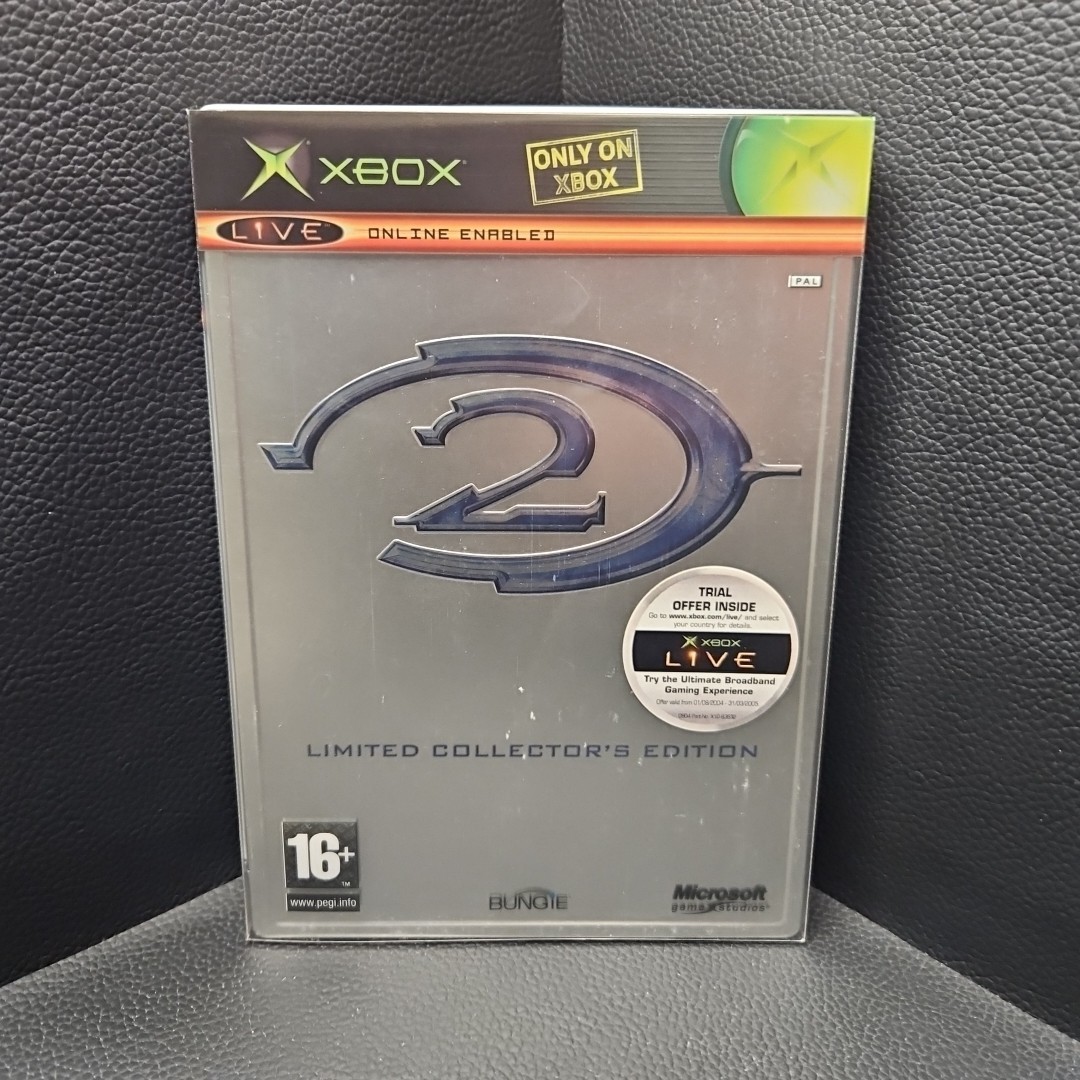 XBOX
ONLY ON
XBOX
LIVE™
ONLINE ENABLED
PAL
2
TRIAL
OFFER INSIDE
Go to www.xbox.com/live/ and select
your country for details.
XBOX
LIVE
Try the Ultimate Broadband
Gaming Experience
LIMITED COLLECTOR'S EDITION
16+
™
www.pegi.info
BUNGIE
Microsoft
game studios